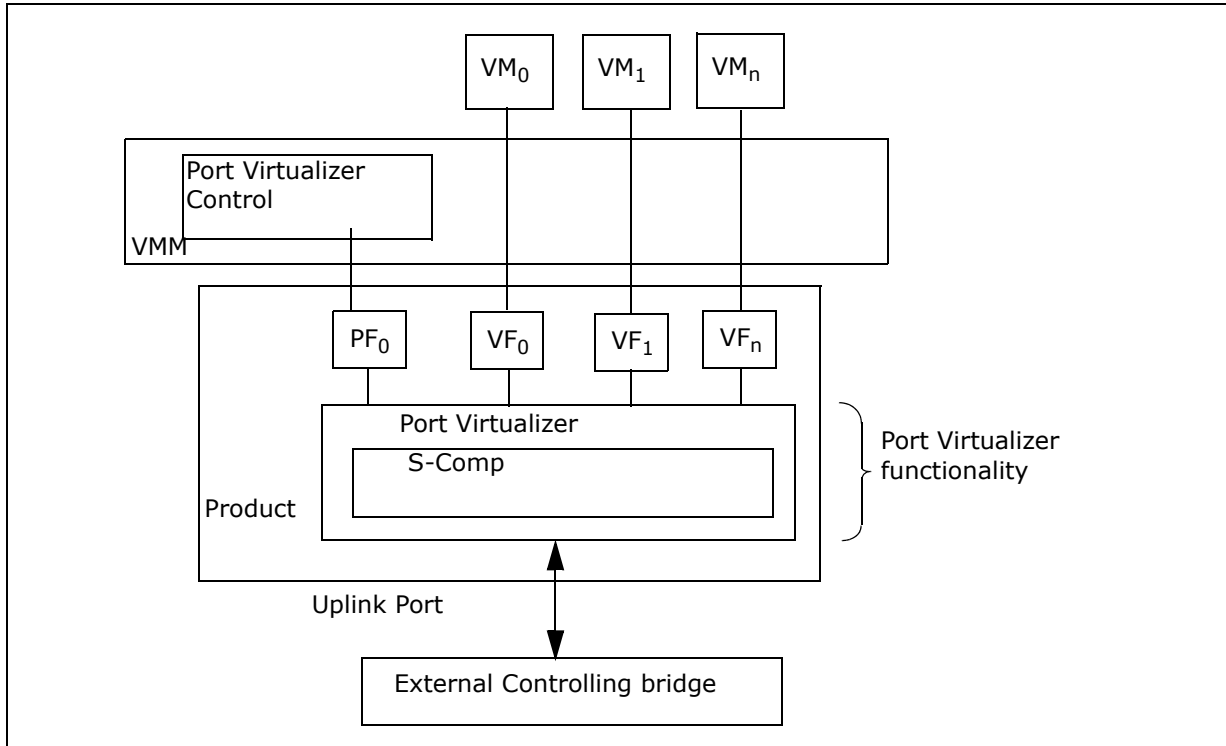 VM0
VM1
VMn
Port Virtualizer
Control
VMM
PF0
VF0
VF1
VFn
Port Virtualizer
S-Comp
Port Virtualizer
functionality
Product
Uplink Port
External Controlling bridge